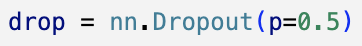 drop = nn.Dropout(p=0.5)